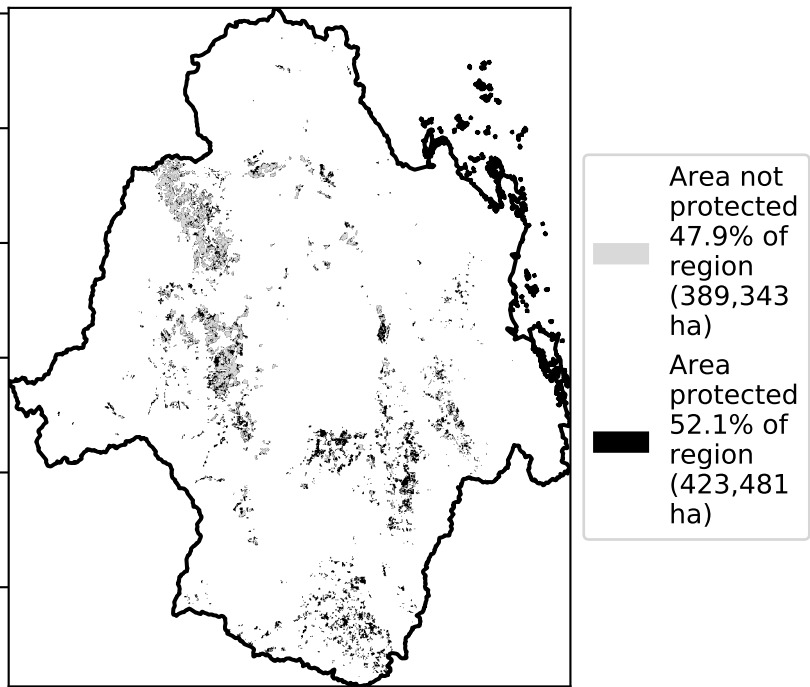 Area not
protected
47.9% of
region
(389,343
ha)
Area
protected
52.1% of
region
(423,481
ha)